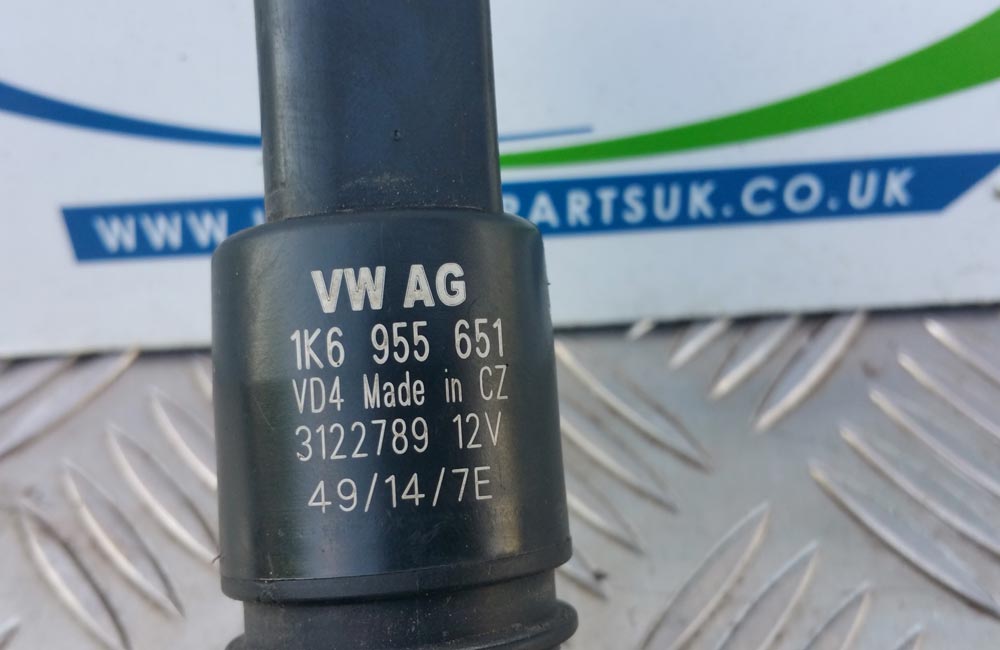 WWW.
PARTSUK.CO.UK
VW AG
1K6 955 651
VD4 Made in CZ
3122789 12V
49/14/7E